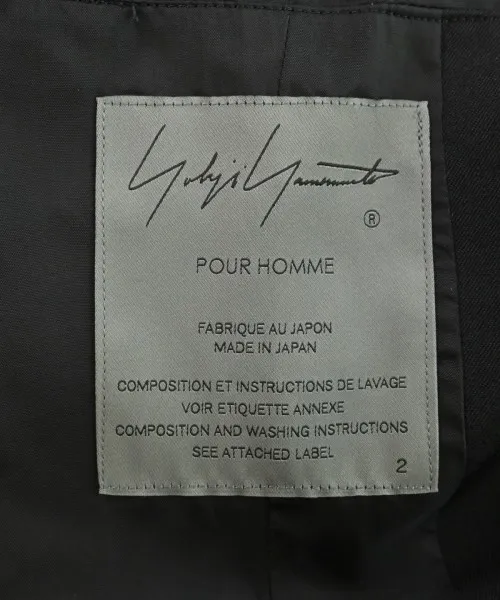 Yohji Yamamoto
®
POUR HOMME
FABRIQUE AU JAPON
MADE IN JAPAN
COMPOSITION ET INSTRUCTIONS DE LAVAGE
VOIR ETIQUETTE ANNEXE
COMPOSITION AND WASHING INSTRUCTIONS
SEE ATTACHED LABEL
2